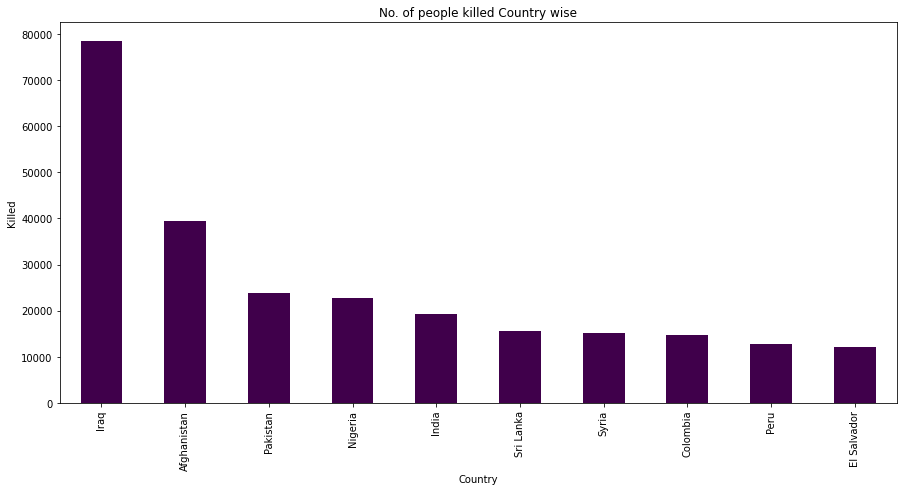 No. of people killed Country wise
80000
70000
60000
50000
40000
30000
20000
10000
0
Killed
Iraq
Afghanistan
Pakistan
Nigeria
India
Sri Lanka
Syria
Colombia
Peru
El Salvador
Country